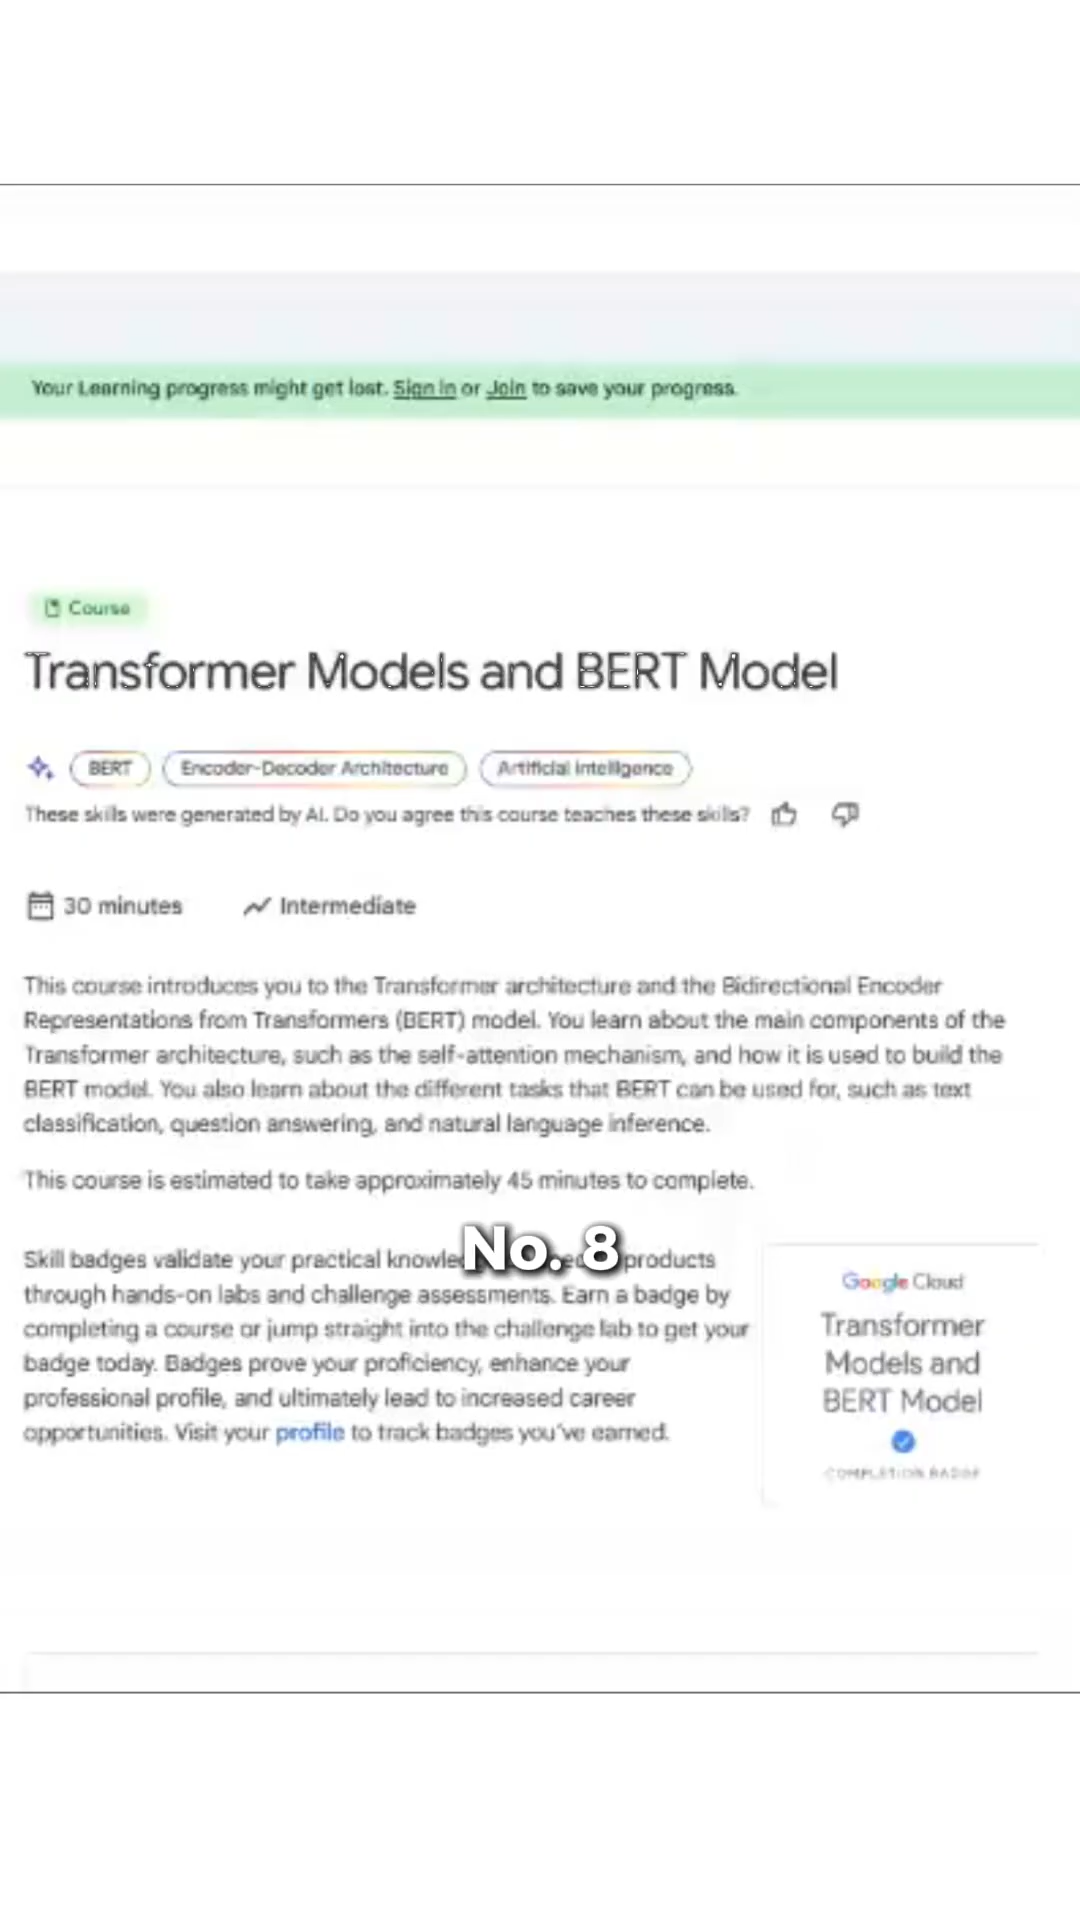 Your Learning progress might get lost. Sign in or Join to save your progress.
Course
Transformer Models and BERT Model
BERT
Encoder-Decoder Architecture
Artificial Intelligence
These skills were generated by AI. Do you agree this course teaches these skills?
30 minutes
Intermediate
This course introduces you to the Transformer architecture and the Bidirectional Encoder
Representations from Transformers (BERT) model. You learn about the main components of the
Transformer architecture, such as the self-attention mechanism, and how it is used to build the
BERT model. You also learn about the different tasks that BERT can be used for, such as text
classification, question answering, and natural language inference.
This course is estimated to take approximately 45 minutes to complete.
No. 8
Skill badges validate your practical products
through hands-on labs and challenge assessments. Earn a badge by
completing a course or jump straight into the challenge lab to get your
badge today. Badges prove your proficiency, enhance your
professional profile, and ultimately lead to increased career
opportunities. Visit your profile to track badges you've earned.
Google Cloud
Transformer
Models and
BERT Model
COMPLETION BADGE